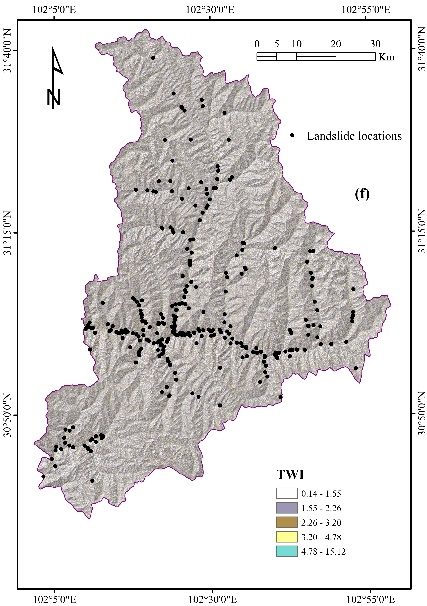 102°5'0"E 102°30'0"E 102°55'0"E
31°40'0"N 31°40'0"N
N
0 5 10 20 30
Km
Landslide locations
(f)
31°15'0"N 31°15'0"N
30°50'0"N 30°50'0"N
TWI
0.14 - 1.55
1.55 - 2.26
2.26 - 3.20
3.20 - 4.78
4.78 - 15.12
102°5'0"E 102°30'0"E 102°55'0"E